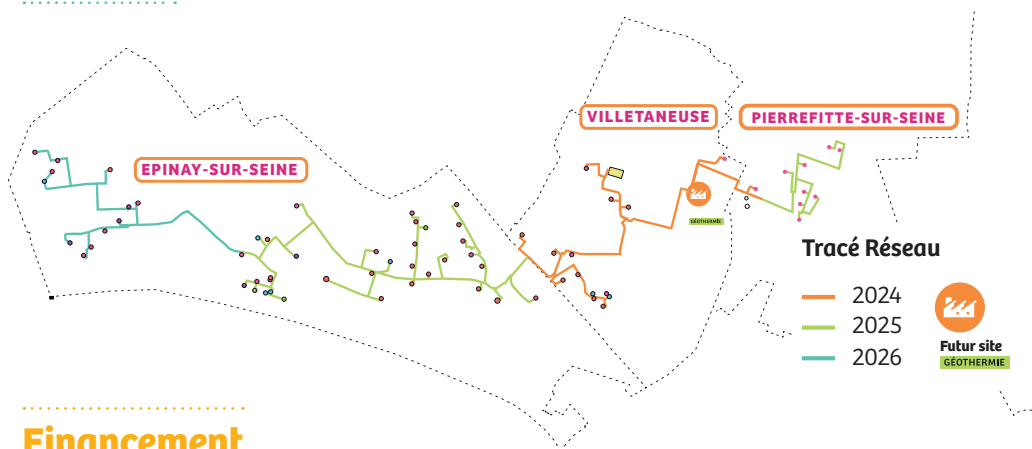 VILLETANEUSE
PIERREFITTE-SUR-SEINE
EPINAY-SUR-SEINE
GÉOTHERMIE
Tracé Réseau
2024
2025
2026
Futur site
GÉOTHERMIE
Financement